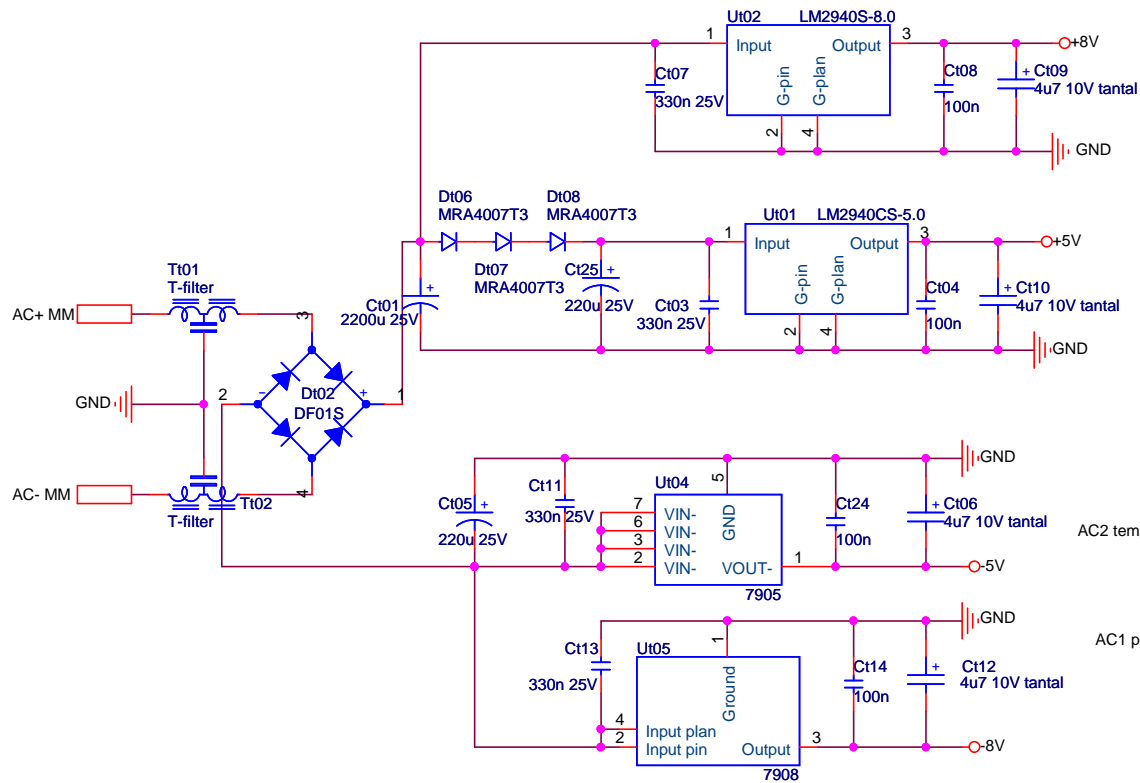 Ut02 LM2940S-8.0
1 Input Output 3 +8V
G-pin G-plan
2 4
Ct07
330n 25V
Ct08
100n
Ct09
4u7 10V tantal
+
GND
Dt06
MRA4007T3
Dt08
MRA4007T3
Dt07
MRA4007T3
Ut01 LM2940CS-5.0
1 Input Output 3 +5V
G-pin G-plan
2 4
Ct01
2200u 25V
+
Ct25
220u 25V
+
Ct03
330n 25V
Ct04
100n
Ct10
4u7 10V tantal
+
GND
Tt01
T-filter
AC+ MM
3
GND
2 - Dt02 + 1
DF01S
AC- MM
4
Tt02
T-filter
GND
Ct05
220u 25V
+
Ct11
330n 25V
Ut04
5
7 VIN- GND
6 VIN-
3 VIN-
2 VIN- VOUT- 1
7905
Ct24
100n
Ct06
4u7 10V tantal
+
-5V
AC2 tem
GND
Ct13
330n 25V
Ut05
1
Ground
4 Input plan
2 Input pin Output 3
7908
Ct14
100n
Ct12
4u7 10V tantal
+
-8V
AC1 p